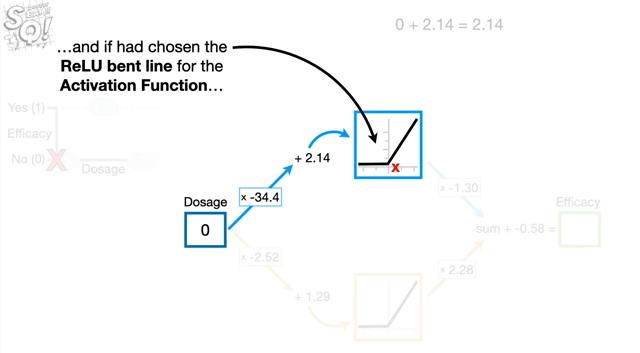 0 + 2.14 = 2.14
…and if had chosen the
ReLU bent line for the
Activation Function…
Yes (1)
Efficacy
No (0)
Dosage
+ 2.14
x -34.4
Dosage
0
x -1.30
Efficacy
sum + -0.58 =
x -2.52
x 2.28
+ 1.29